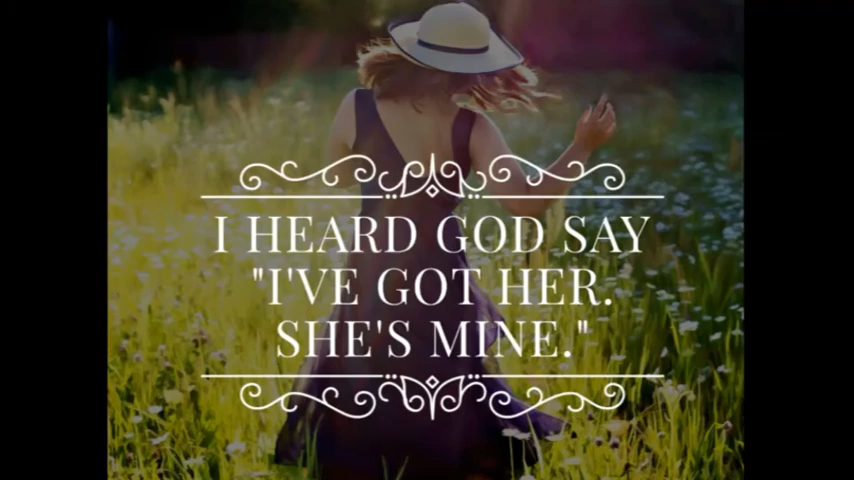 I HEARD GOD SAY
"I'VE GOT HER.
SHE'S MINE."